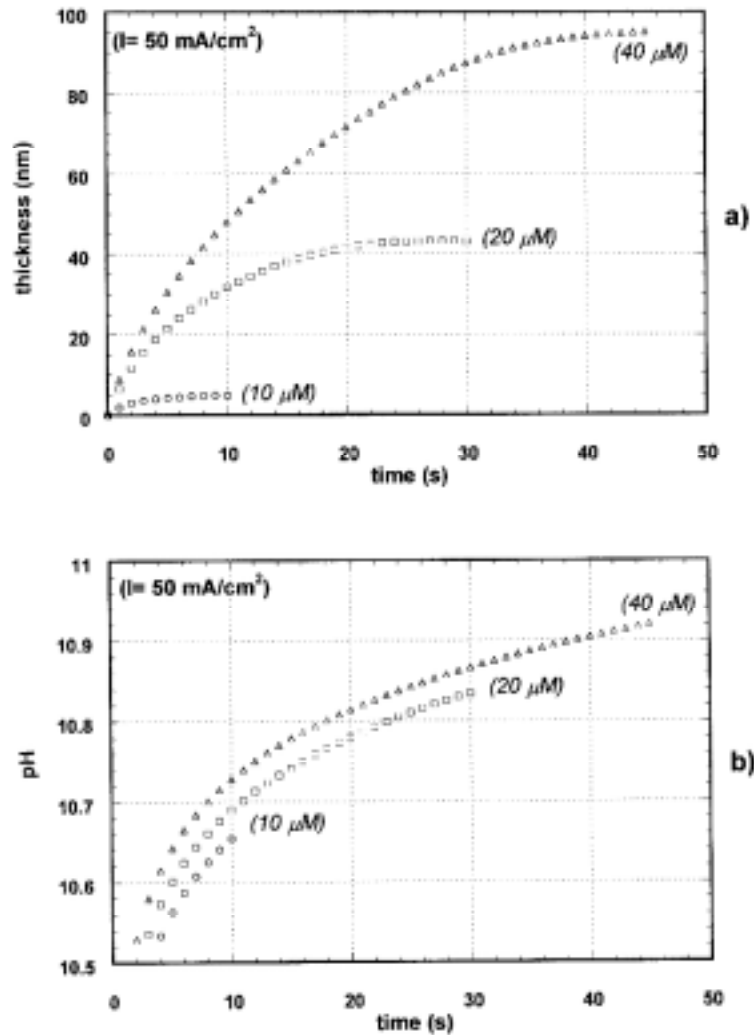 100
(I= 50 mA/cm²)
(40 μM)
80
60
thickness (nm)
a)
40
(20 μM)
20
(10 μM)
0
0 10 20 30 40 50
time (s)
11
(I= 50 mA/cm²)
(40 μM)
10.9
(20 μM)
10.8
pH
b)
10.7
(10 μM)
10.6
10.5
0 10 20 30 40 50
time (s)